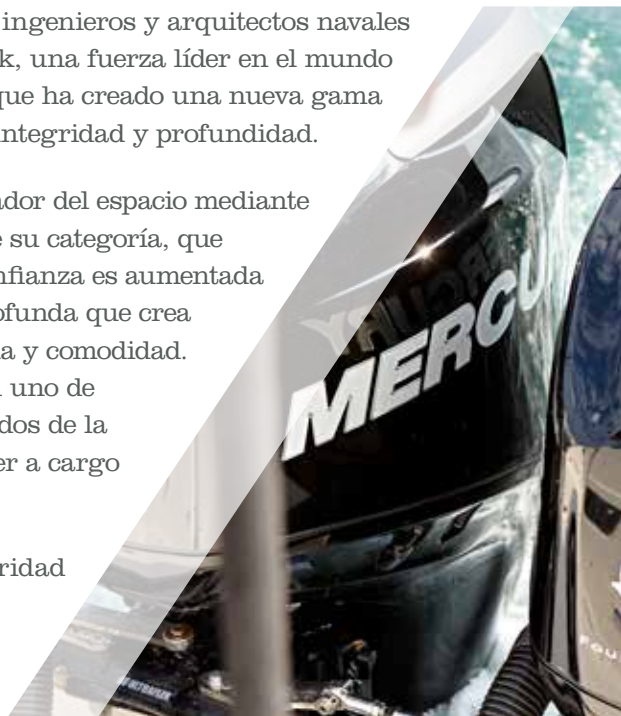 ingenieros y arquitectos navales
k, una fuerza líder en el mundo
que ha creado una nueva gama
integridad y profundidad.
ador del espacio mediante
e su categoría, que
nfianza es aumentada
ofunda que crea
a y comodidad.
uno de
dos de la
er a cargo
ridad
MERCU
ULTRAFLEX
FOU